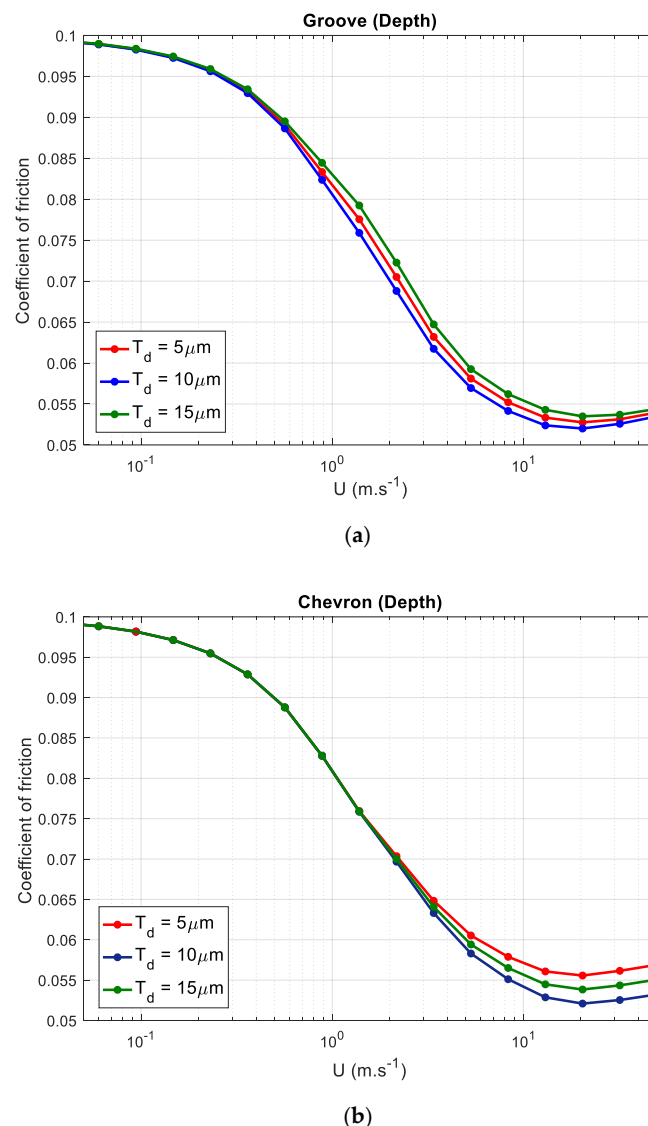 Groove (Depth)
0.1
0.095
0.09
0.085
0.08
0.075
0.07
0.065
0.06
0.055
0.05
Coefficient of friction
T_d = 5μm
T_d = 10μm
T_d = 15μm
10^-1
10^0
10^1
U (m.s^-1)
(a)
Chevron (Depth)
0.1
0.095
0.09
0.085
0.08
0.075
0.07
0.065
0.06
0.055
0.05
Coefficient of friction
T_d = 5μm
T_d = 10μm
T_d = 15μm
10^-1
10^0
10^1
U (m.s^-1)
(b)